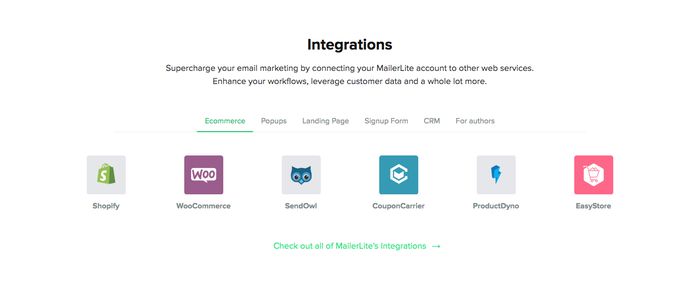 Integrations
Supercharge your email marketing by connecting your MailerLite account to other web services.
Enhance your workflows, leverage customer data and a whole lot more.
Ecommerce Popups Landing Page Signup Form CRM For authors
WOO
Shopify WooCommerce SendOwl CouponCarrier ProductDyno EasyStore
Check out all of MailerLite's Integrations →